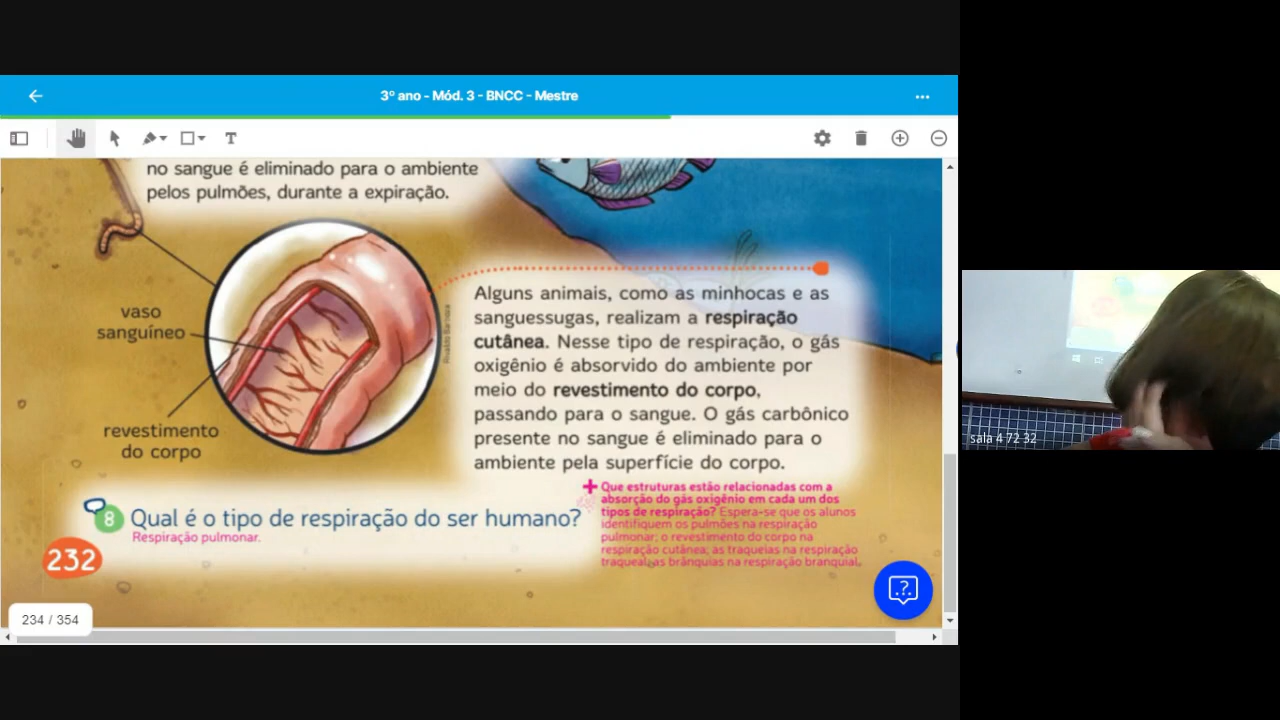 3º ano - Mód. 3 - BNCC - Mestre
no sangue é eliminado para o ambiente
pelos pulmões, durante a expiração.
vaso
sanguíneo
revestimento
do corpo
Alguns animais, como as minhocas e as
sanguessugas, realizam a respiração
cutânea. Nesse tipo de respiração, o gás
oxigênio é absorvido do ambiente por
meio do revestimento do corpo,
passando para o sangue. O gás carbônico
presente no sangue é eliminado para o
ambiente pela superfície do corpo.
8 Qual é o tipo de respiração do ser humano?
Respiração pulmonar.
+ Que estruturas estão relacionadas com a
absorção do gás oxigênio em cada um dos
tipos de respiração? Espera-se que os alunos
identifiquem os pulmões na respiração
pulmonar; o revestimento do corpo na
respiração cutânea; as traqueias na respiração
traqueal; as brânquias na respiração branquial.
232
234 / 354
sala 4 72 32